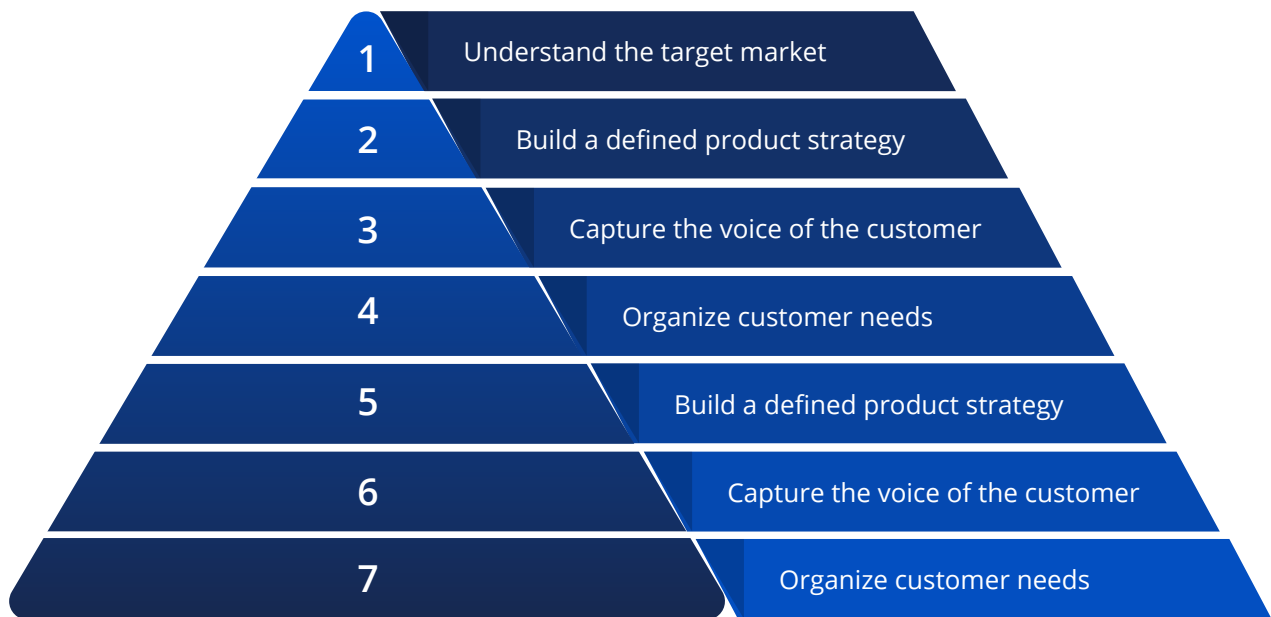 1 Understand the target market
2 Build a defined product strategy
3 Capture the voice of the customer
4 Organize customer needs
5 Build a defined product strategy
6 Capture the voice of the customer
7 Organize customer needs